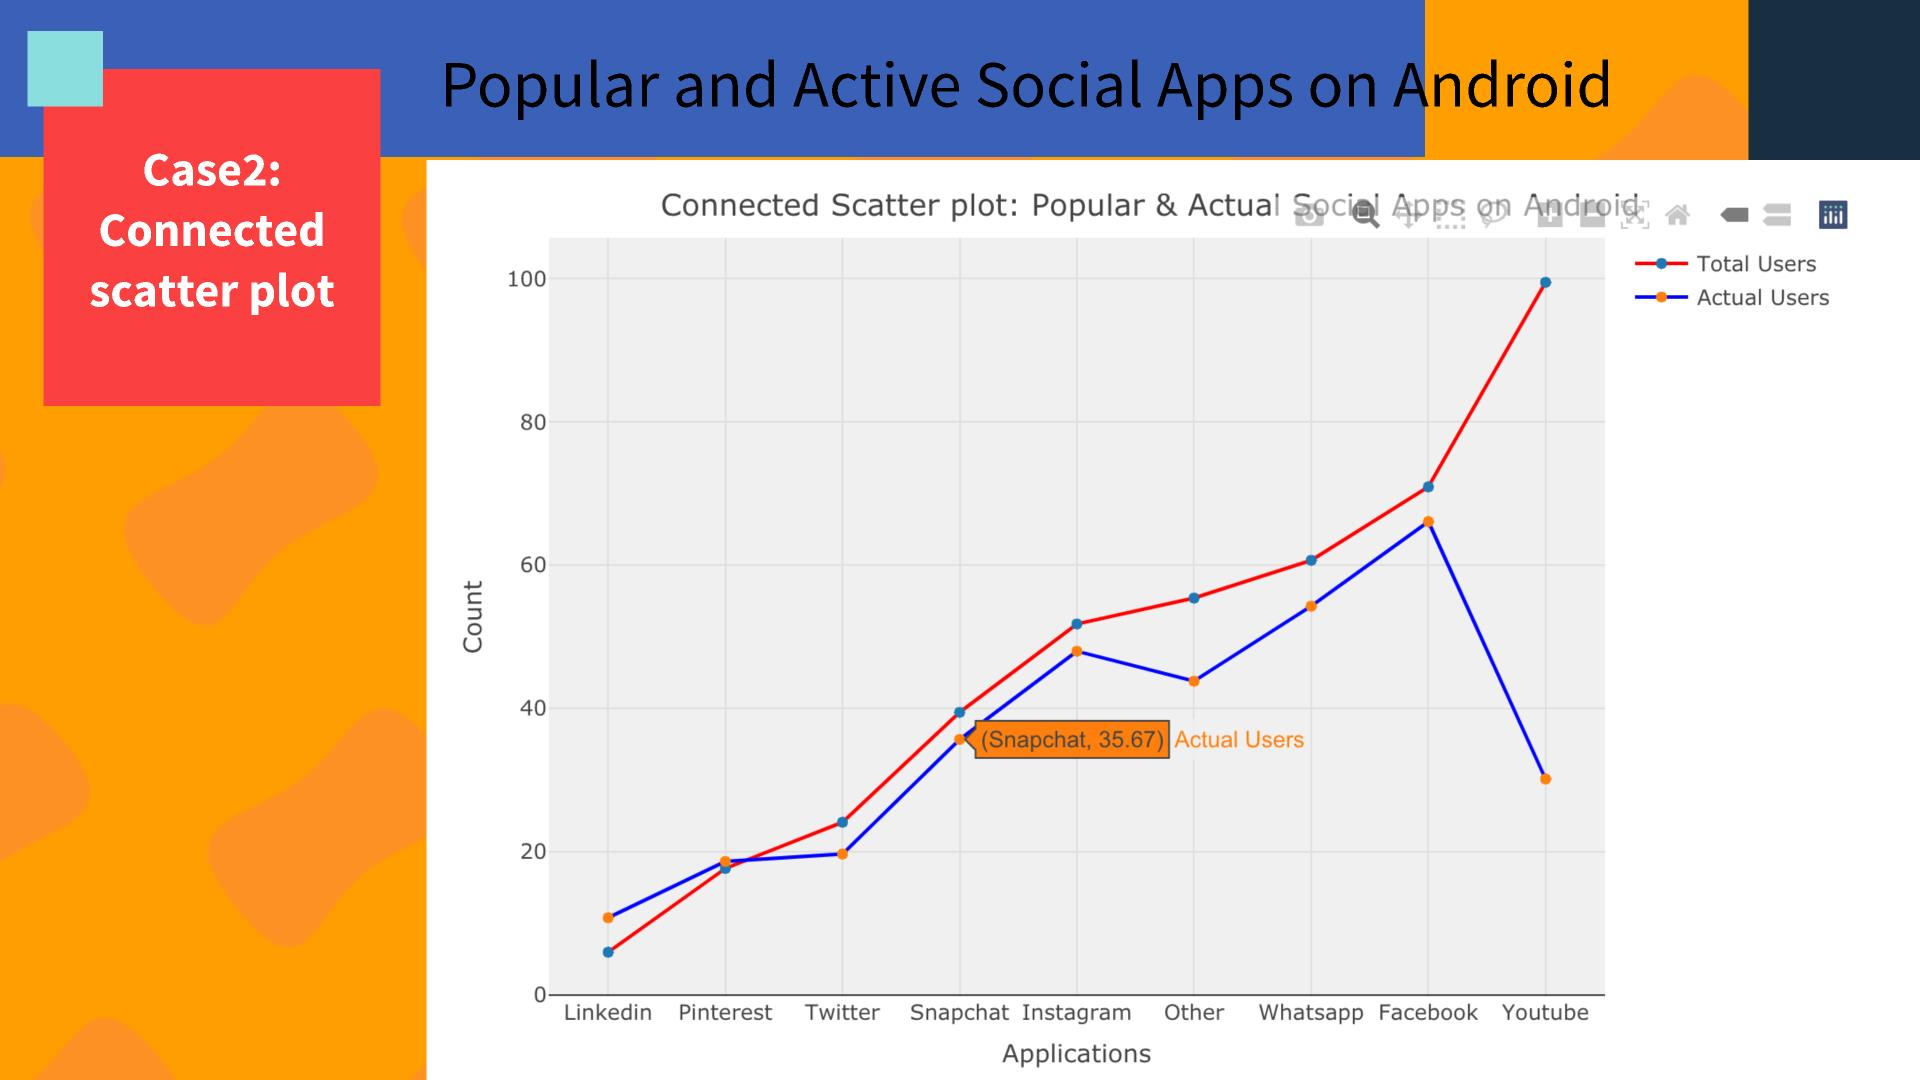 Popular and Active Social Apps on Android
Case2:
Connected
scatter plot
Connected Scatter plot: Popular & Actual Social Apps on Android
Total Users
Actual Users
100
80
60
40
20
0
Count
(Snapchat, 35.67) Actual Users
Linkedin Pinterest Twitter Snapchat Instagram Other Whatsapp Facebook Youtube
Applications